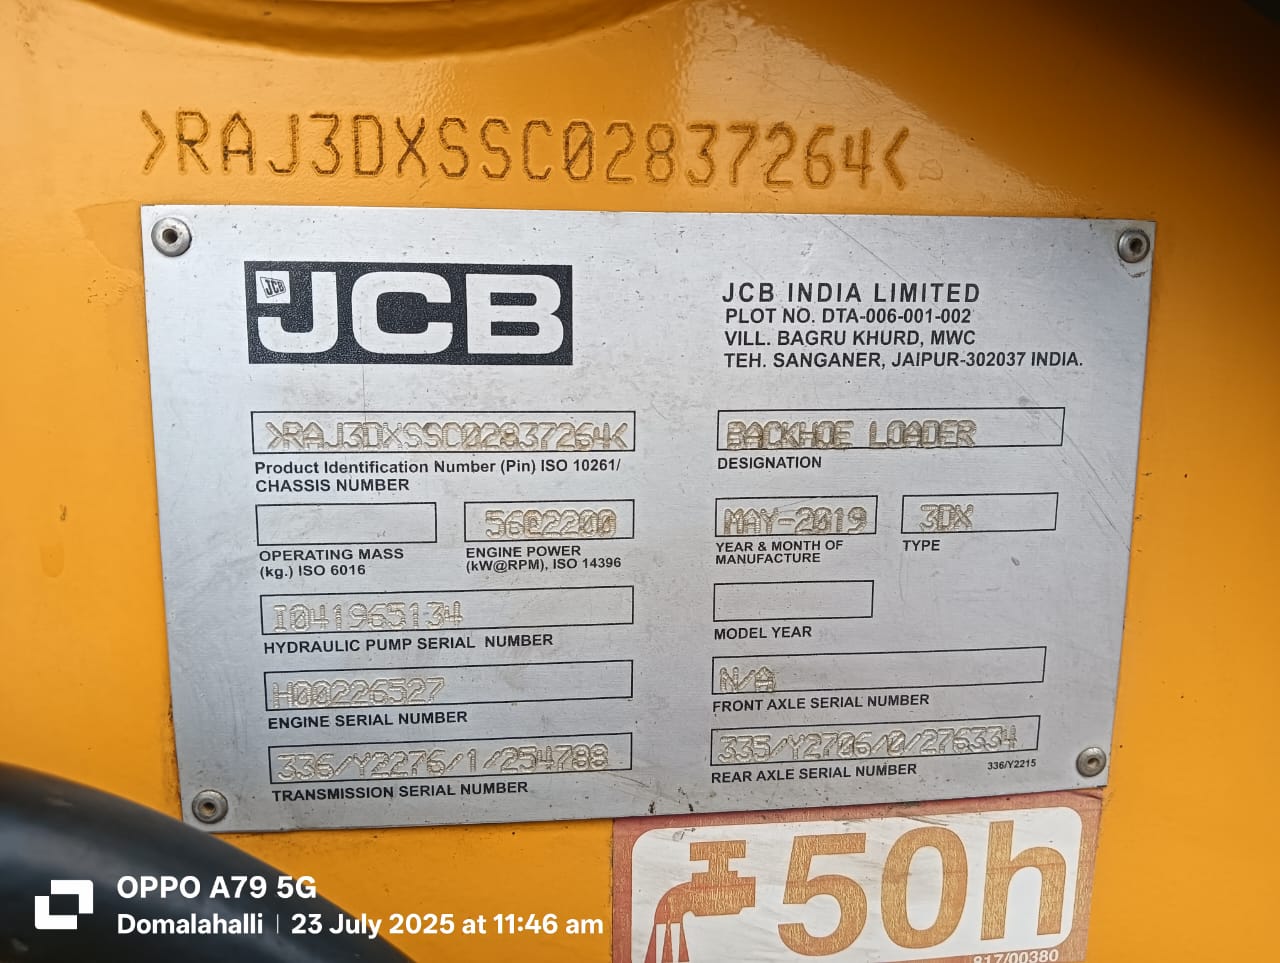 >RAJ3DXSSC02837264<
JCB
JCB
JCB INDIA LIMITED
PLOT NO. DTA-006-001-002
VILL. BAGRU KHURD, MWC
TEH. SANGANER, JAIPUR-302037 INDIA.
>RAJ3DXSSC02837264<
Product Identification Number (Pin) ISO 10261/
CHASSIS NUMBER
BACKHOE LOADER
DESIGNATION
OPERATING MASS
(kg.) ISO 6016
56@2200
ENGINE POWER
(kW@RPM), ISO 14396
MAY-2019
YEAR & MONTH OF
MANUFACTURE
3DX
TYPE
I041965134
HYDRAULIC PUMP SERIAL NUMBER
MODEL YEAR
H00226527
ENGINE SERIAL NUMBER
N/A
FRONT AXLE SERIAL NUMBER
336/Y2276/1/254788
TRANSMISSION SERIAL NUMBER
335/Y2706/0/276334
REAR AXLE SERIAL NUMBER
336/Y2215
50h
817/00380
OPPO A79 5G
Domalahalli | 23 July 2025 at 11:46 am